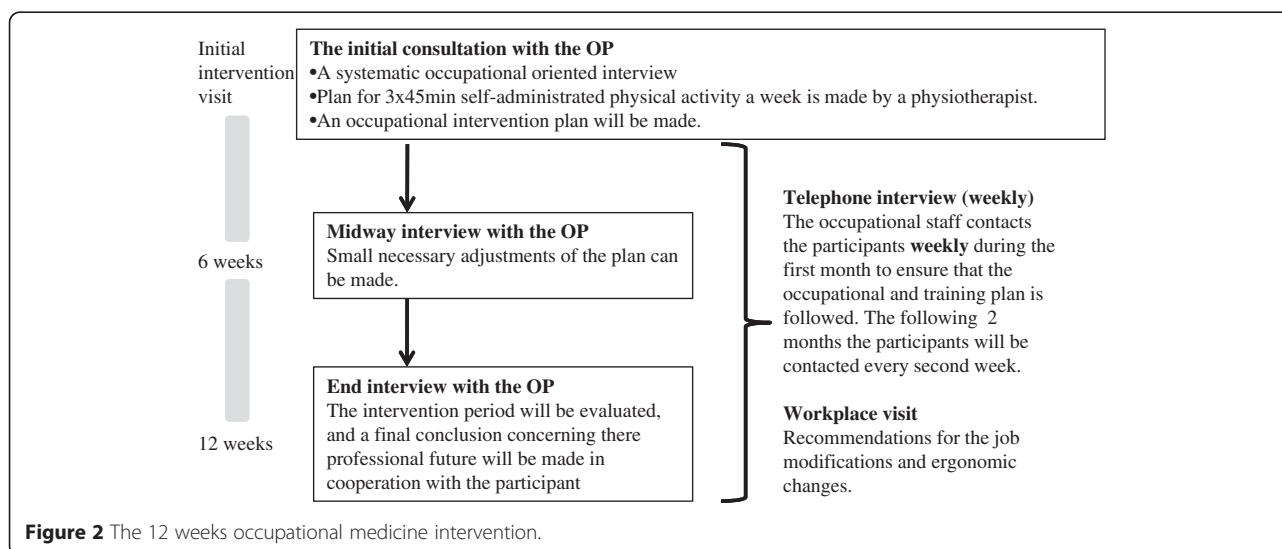 Initial
intervention
visit
The initial consultation with the OP
•A systematic occupational oriented interview
•Plan for 3x45min self-administrated physical activity a week is made by a physiotherapist.
•An occupational intervention plan will be made.
Midway interview with the OP
Small necessary adjustments of the plan can
be made.
6 weeks
End interview with the OP
The intervention period will be evaluated,
and a final conclusion concerning there
professional future will be made in
cooperation with the participant
12 weeks
Telephone interview (weekly)
The occupational staff contacts
the participants weekly during the
first month to ensure that the
occupational and training plan is
followed. The following 2
months the participants will be
contacted every second week.
Workplace visit
Recommendations for the job
modifications and ergonomic
changes.
Figure 2 The 12 weeks occupational medicine intervention.